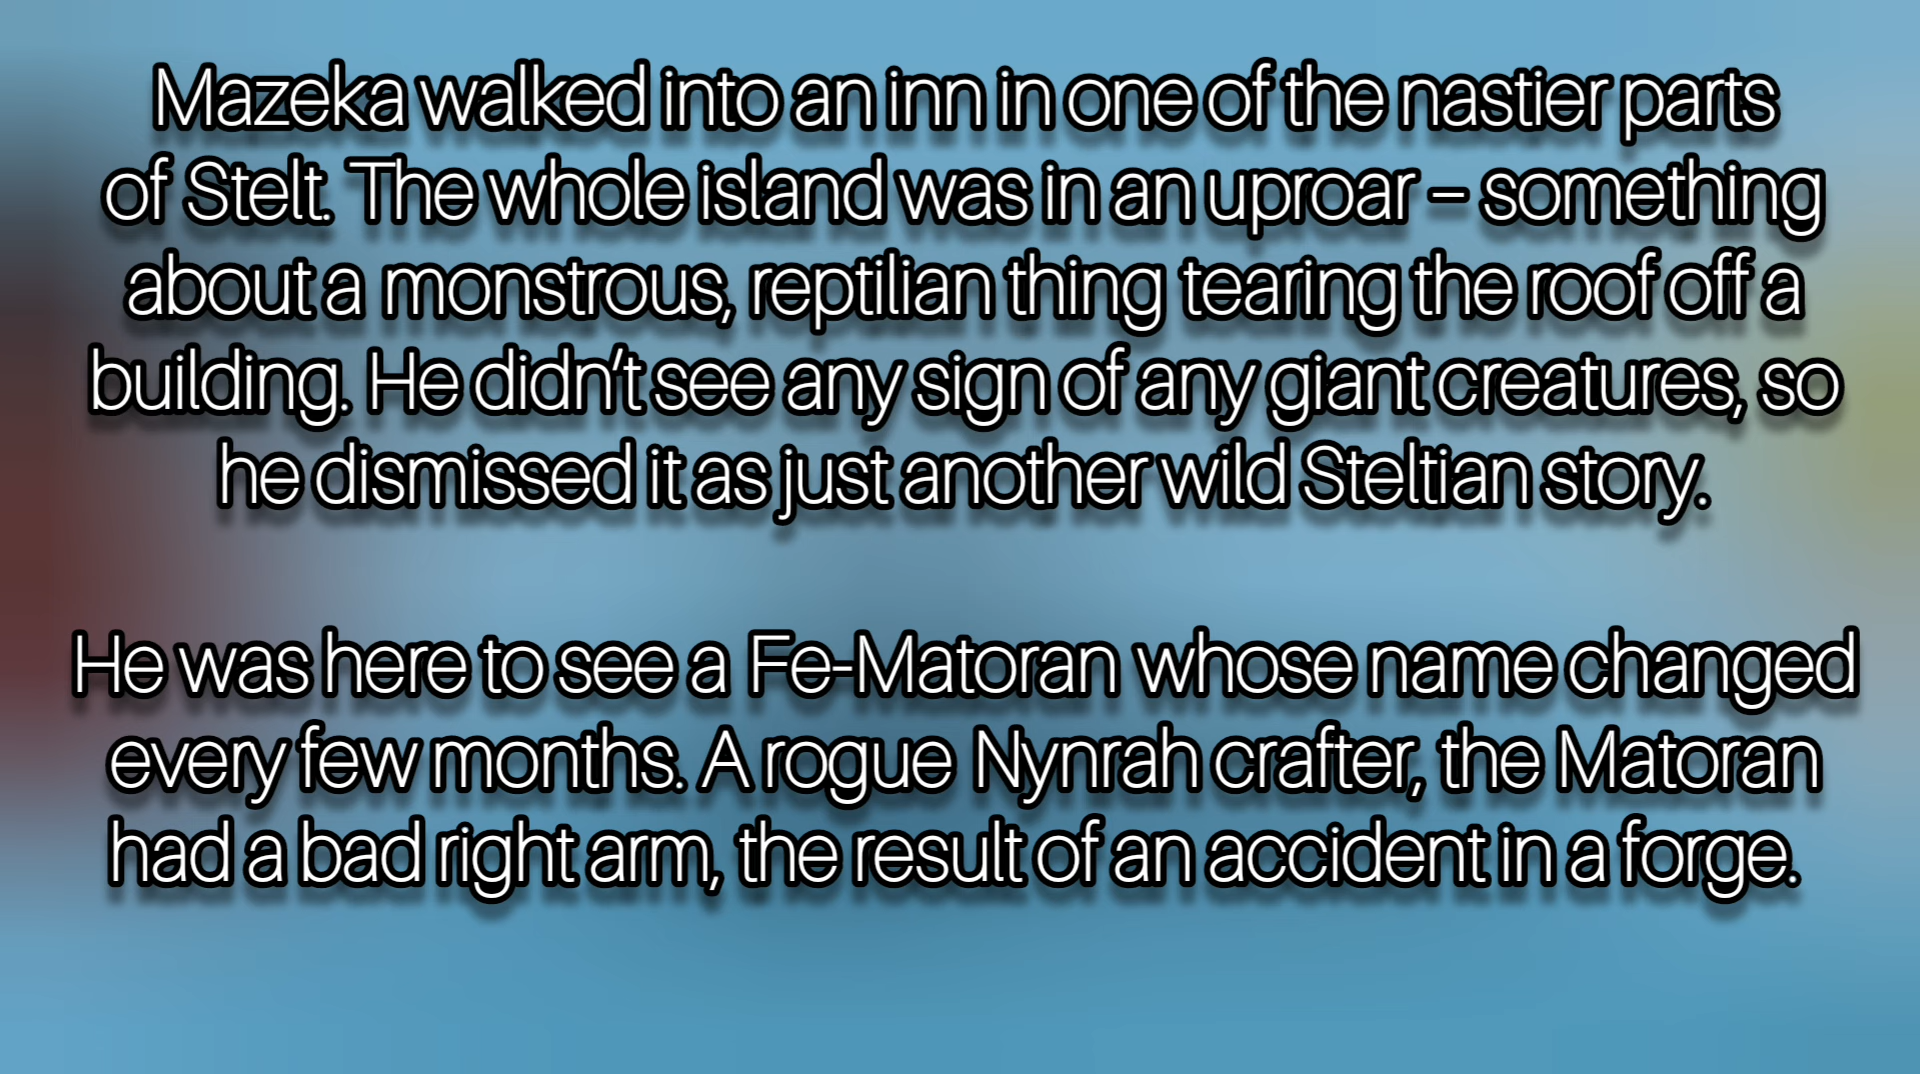 Mazeka walked into an inn in one of the nastier parts
of Stelt. The whole island was in an uproar – something
about a monstrous, reptilian thing tearing the roof off a
building. He didn’t see any sign of any giant creatures, so
he dismissed it as just another wild Steltian story.
He was here to see a Fe-Matoran whose name changed
every few months. A rogue Nynrah crafter, the Matoran
had a bad right arm, the result of an accident in a forge.